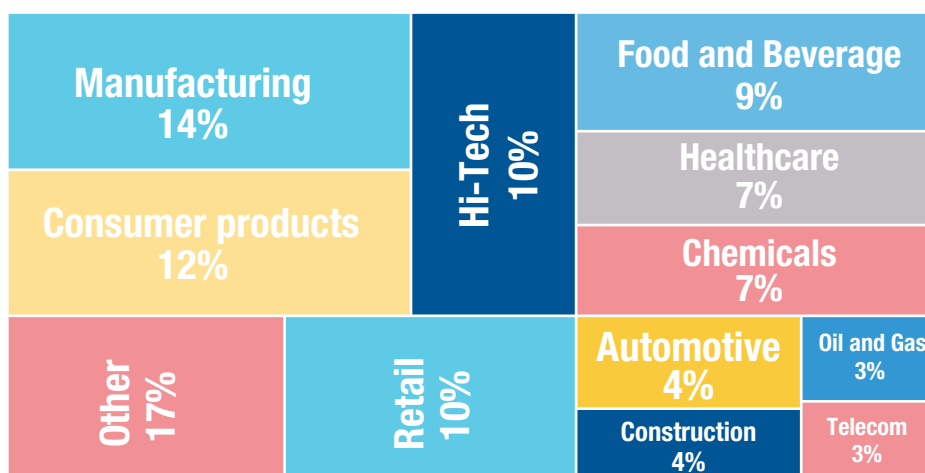 Manufacturing
14%
Consumer products
12%
Hi-Tech
10%
Food and Beverage
9%
Healthcare
7%
Chemicals
7%
Other
17%
Retail
10%
Automotive
4%
Construction
4%
Oil and Gas
3%
Telecom
3%